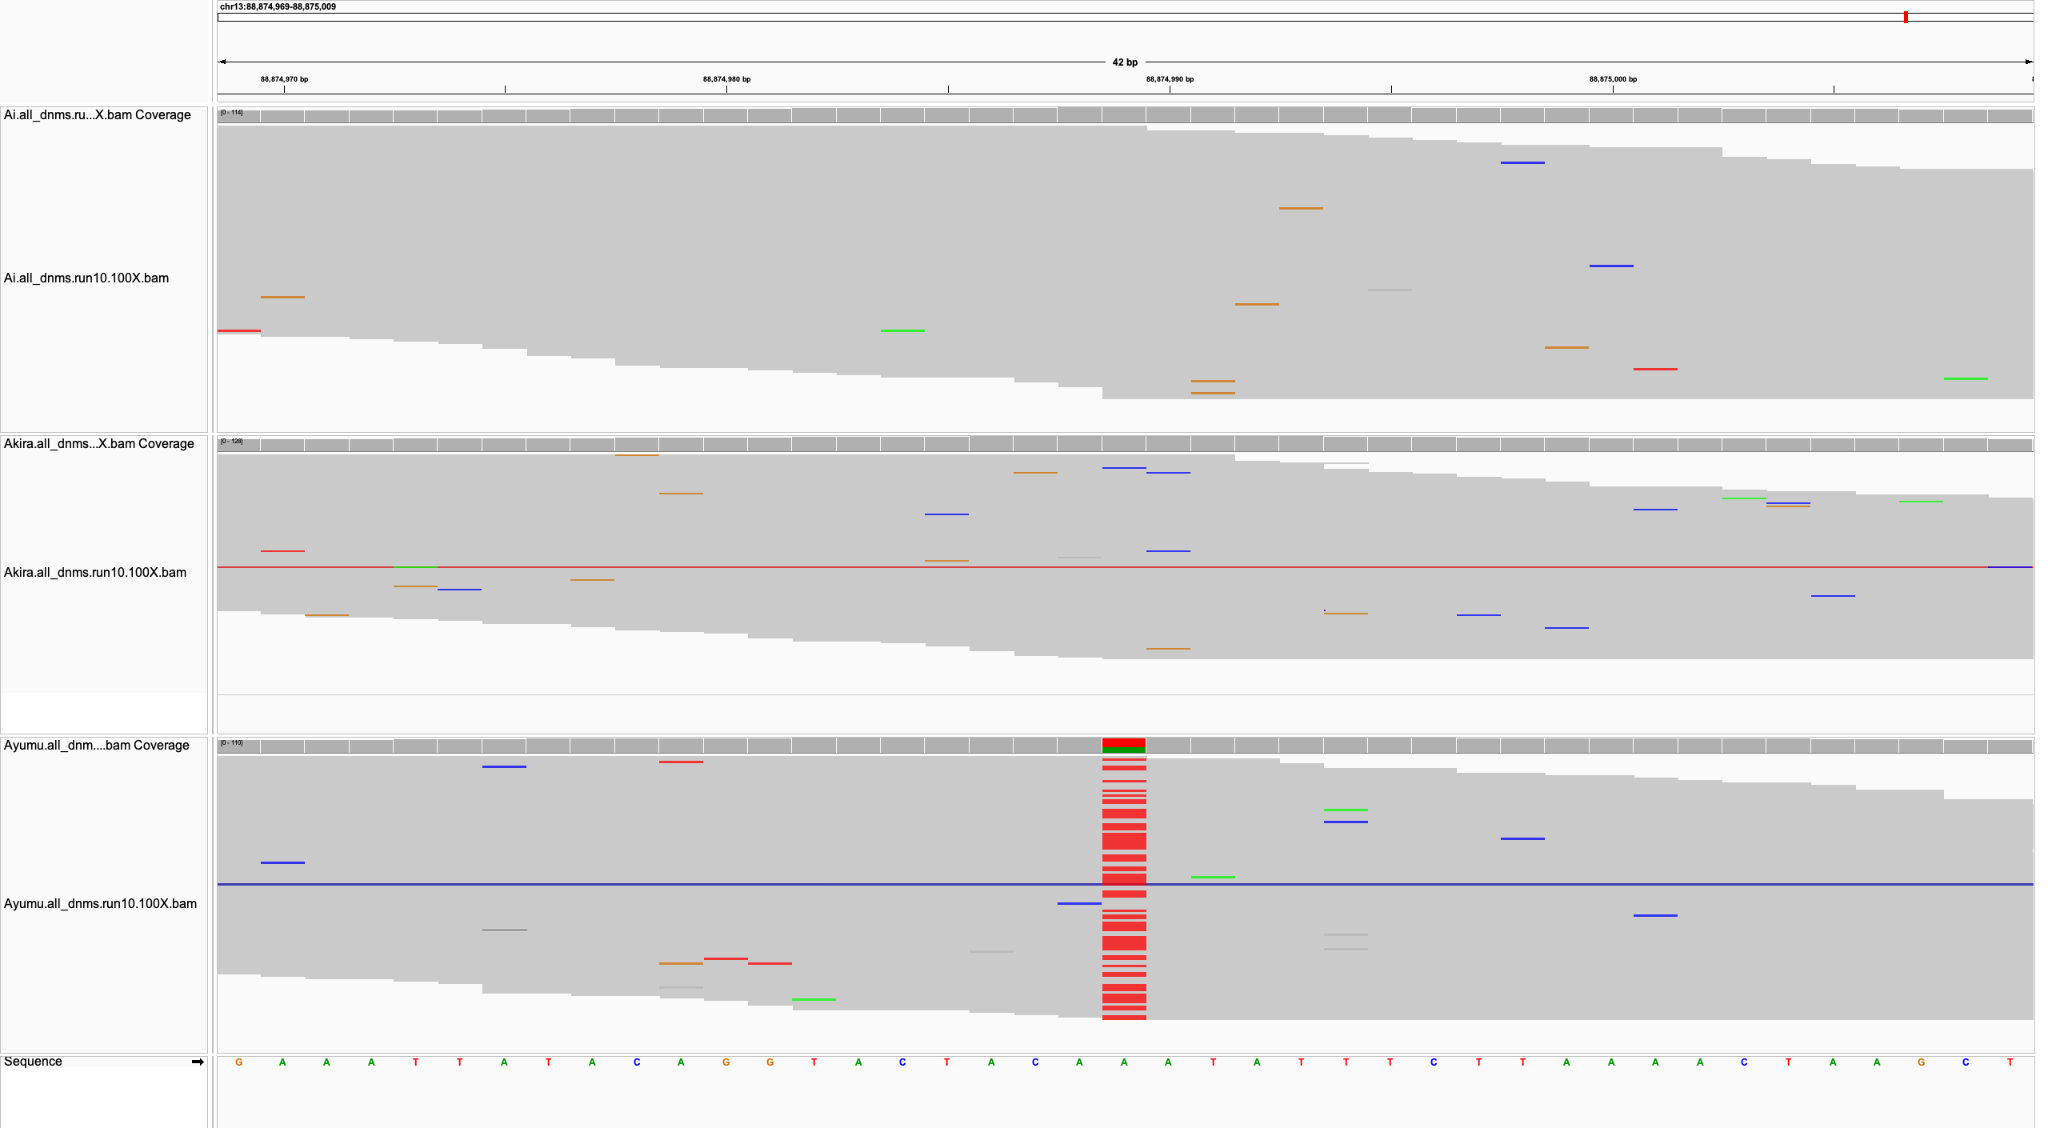 chr13:88,874,969-88,875,009
42 bp
88,874,970 bp 88,874,980 bp 88,874,990 bp 88,875,000 bp
Ai.all_dnms.ru...X.bam Coverage
[0 - 114]
Ai.all_dnms.run10.100X.bam
Akira.all_dnms...X.bam Coverage
[0 - 128]
Akira.all_dnms.run10.100X.bam
Ayumu.all_dnm....bam Coverage
[0 - 110]
Ayumu.all_dnms.run10.100X.bam
Sequence G A A A T T A T A C A G G T A C T A C A A A T A T T T C T T A A A A C T A A G C T